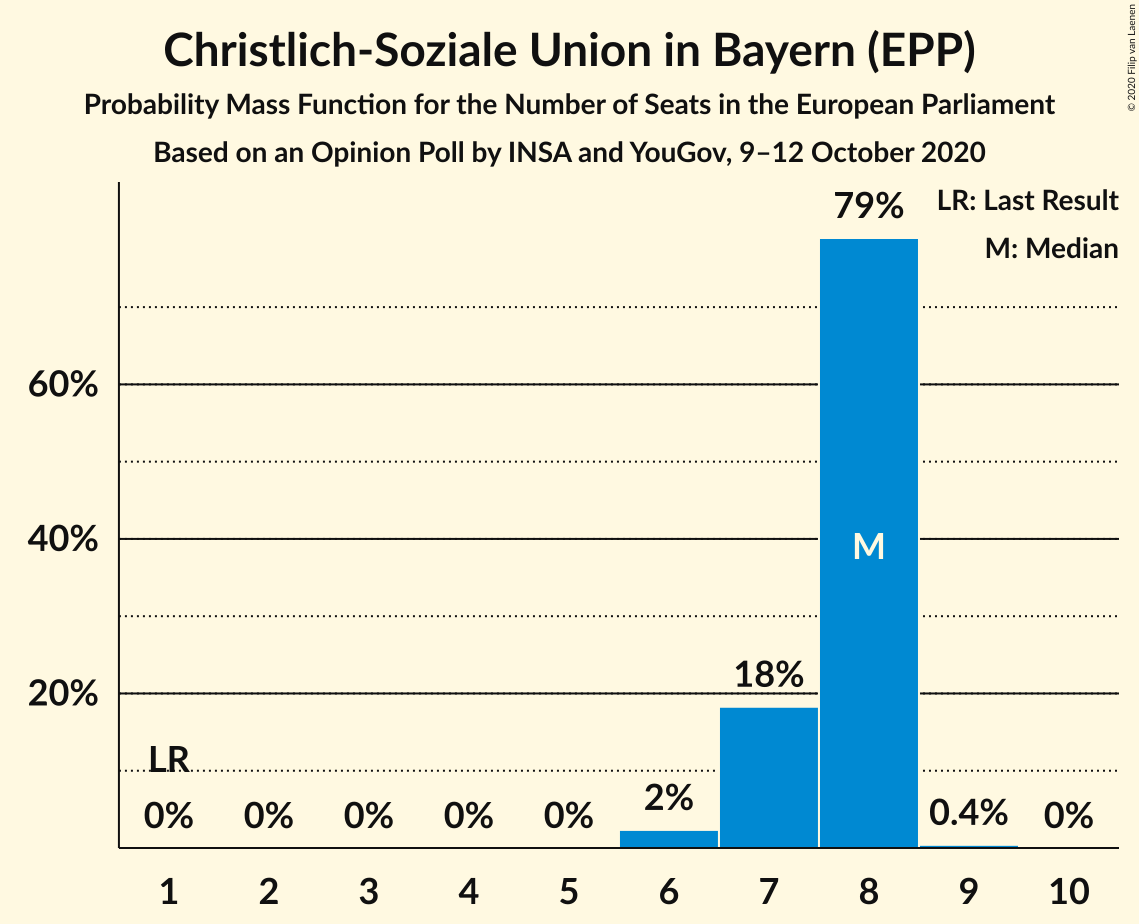 Christlich-Soziale Union in Bayern (EPP)
Probability Mass Function for the Number of Seats in the European Parliament
Based on an Opinion Poll by INSA and YouGov, 9–12 October 2020
© 2020 Filip van Laenen
LR: Last Result
M: Median
79%
60%
40%
M
20%
18%
LR
0%
0%
0%
0%
0%
2%
0.4%
0%
1 2 3 4 5 6 7 8 9 10